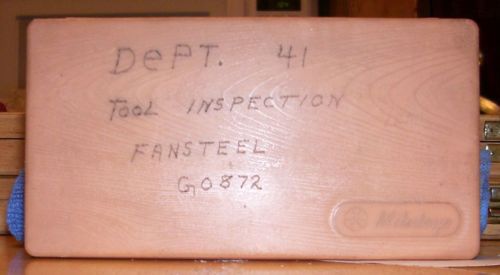 DePT. 41
TOOL INSPECTION
FANSTEEL
G0872
Mitutoyo